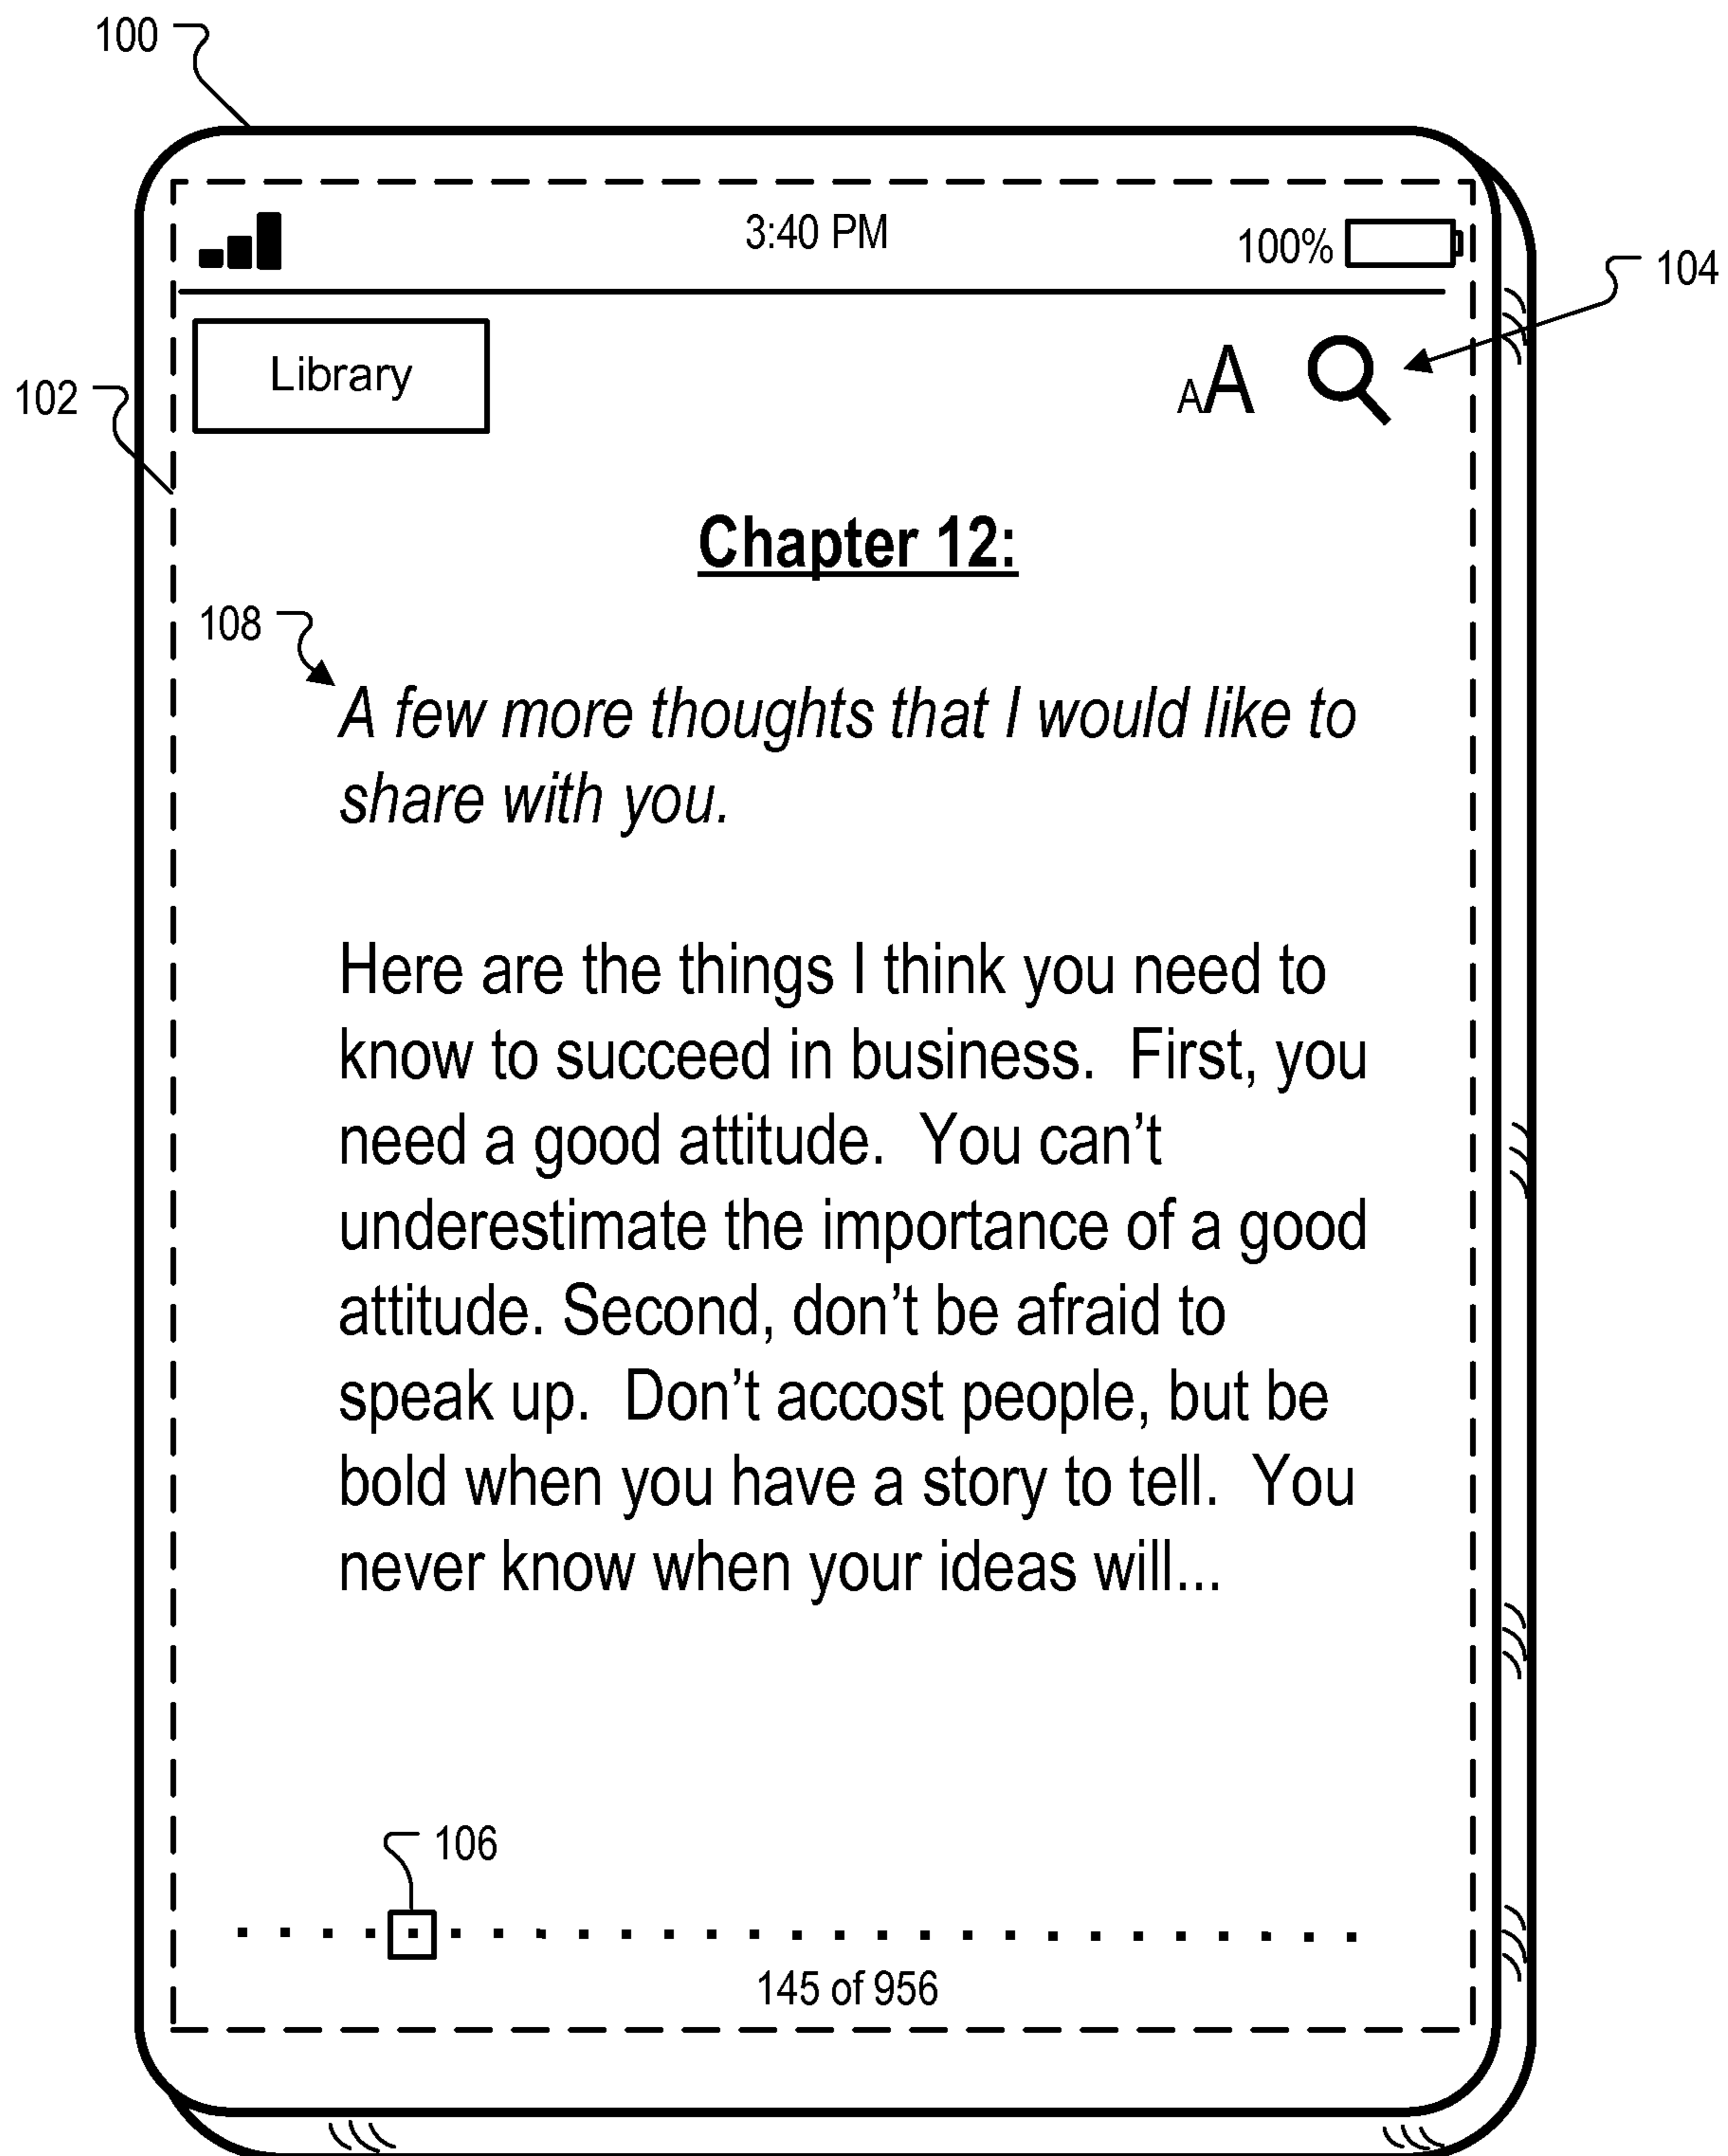 100
3:40 PM
100%
104
Library
AA
102
Chapter 12:
108
A few more thoughts that I would like to
share with you.
Here are the things I think you need to
know to succeed in business.  First, you
need a good attitude.  You can't
underestimate the importance of a good
attitude. Second, don't be afraid to
speak up.  Don't accost people, but be
bold when you have a story to tell.  You
never know when your ideas will...
106
145 of 956